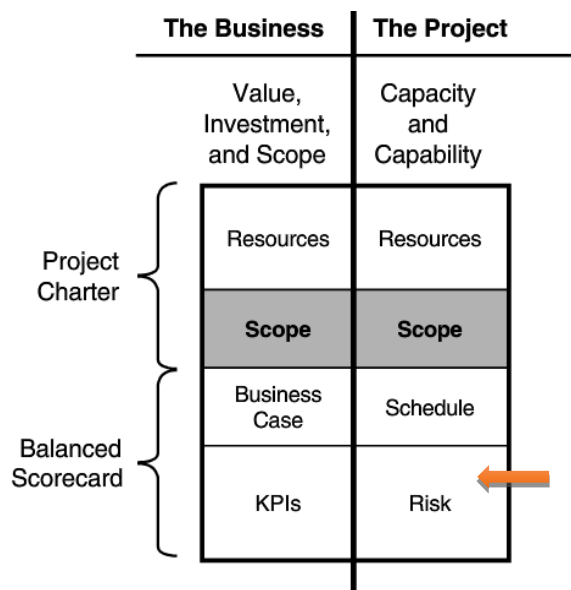 The Business The Project
Value,
Investment,
and Scope
Capacity
and
Capability
Project
Charter
Resources Resources
Scope Scope
Balanced
Scorecard
Business
Case
Schedule
KPIs Risk